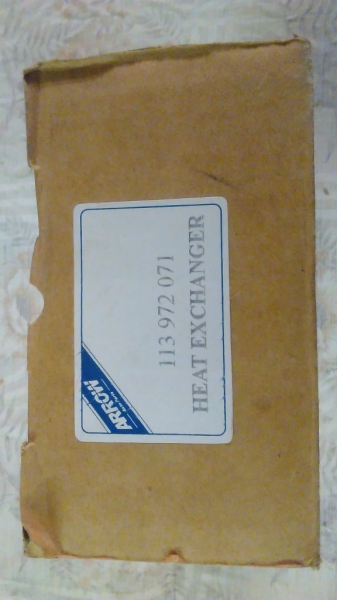 ARROW
113 972 071
HEAT EXCHANGER